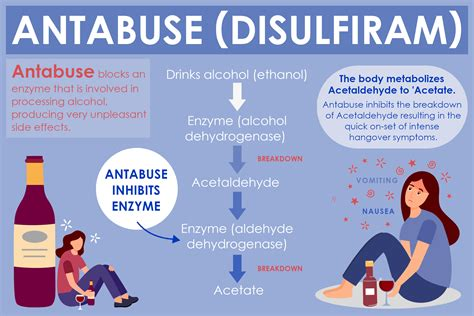 ANTABUSE (DISULFIRAM)
Antabuse blocks an
enzyme that is involved in
processing alcohol,
producing very unpleasant
side effects.
Drinks alcohol (ethanol)
Enzyme (alcohol
dehydrogenase)
BREAKDOWN
Acetaldehyde
ANTABUSE
INHIBITS
ENZYME
Enzyme (aldehyde
dehydrogenase)
BREAKDOWN
Acetate
The body metabolizes
Acetaldehyde to 'Acetate.
Antabuse inhibits the breakdown
of Acetaldehyde resulting in the
quick on-set of intense
hangover symptoms.
VOMITING
NAUSEA